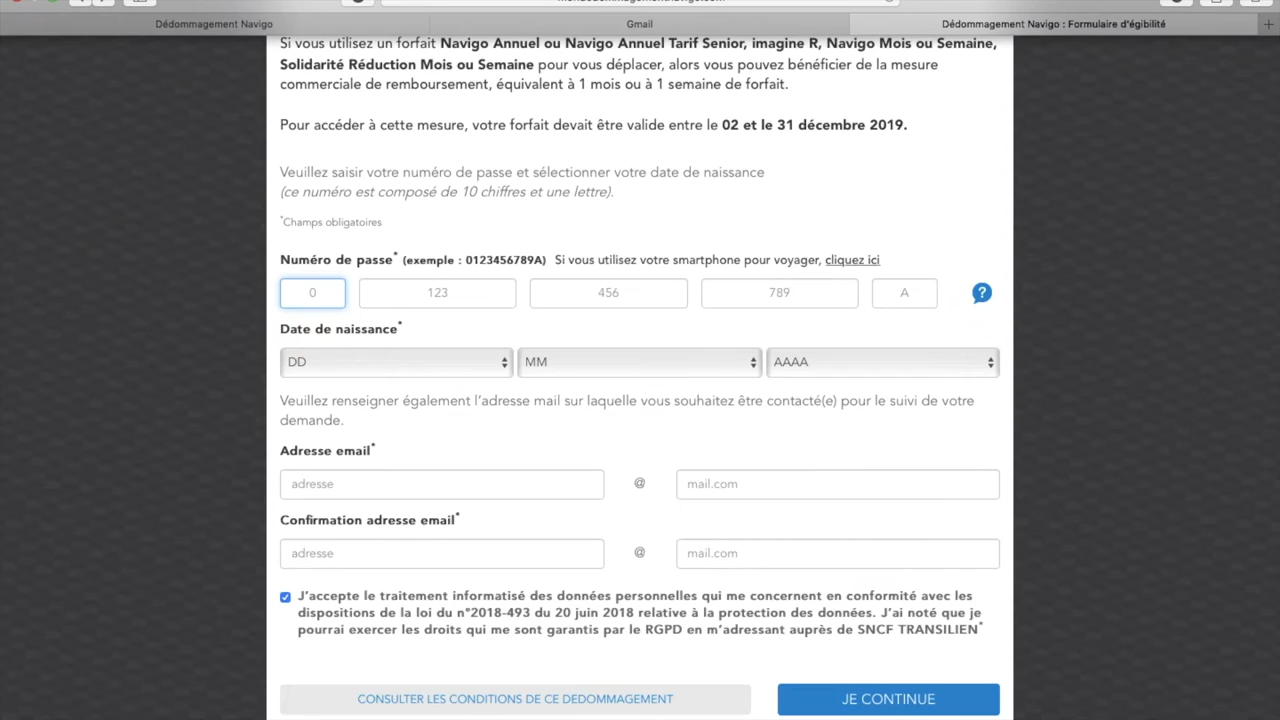 Dédommagement Navigo
Gmail
Dédommagement Navigo : Formulaire d'égibilité
Si vous utilisez un forfait Navigo Annuel ou Navigo Annuel Tarif Senior, imagine R, Navigo Mois ou Semaine,
Solidarité Réduction Mois ou Semaine pour vous déplacer, alors vous pouvez bénéficier de la mesure
commerciale de remboursement, équivalent à 1 mois ou à 1 semaine de forfait.
Pour accéder à cette mesure, votre forfait devait être valide entre le 02 et le 31 décembre 2019.
Veuillez saisir votre numéro de passe et sélectionner votre date de naissance
(ce numéro est composé de 10 chiffres et une lettre).
*Champs obligatoires
Numéro de passe* (exemple : 0123456789A) Si vous utilisez votre smartphone pour voyager, cliquez ici
0 123 456 789 A ?
Date de naissance*
DD MM AAAA
Veuillez renseigner également l'adresse mail sur laquelle vous souhaitez être contacté(e) pour le suivi de votre
demande.
Adresse email*
adresse @ mail.com
Confirmation adresse email*
adresse @ mail.com
J'accepte le traitement informatisé des données personnelles qui me concernent en conformité avec les
dispositions de la loi du n°2018-493 du 20 juin 2018 relative à la protection des données. J'ai noté que je
pourrai exercer les droits qui me sont garantis par le RGPD en m'adressant auprès de SNCF TRANSILIEN*
CONSULTER LES CONDITIONS DE CE DEDOMMAGEMENT JE CONTINUE